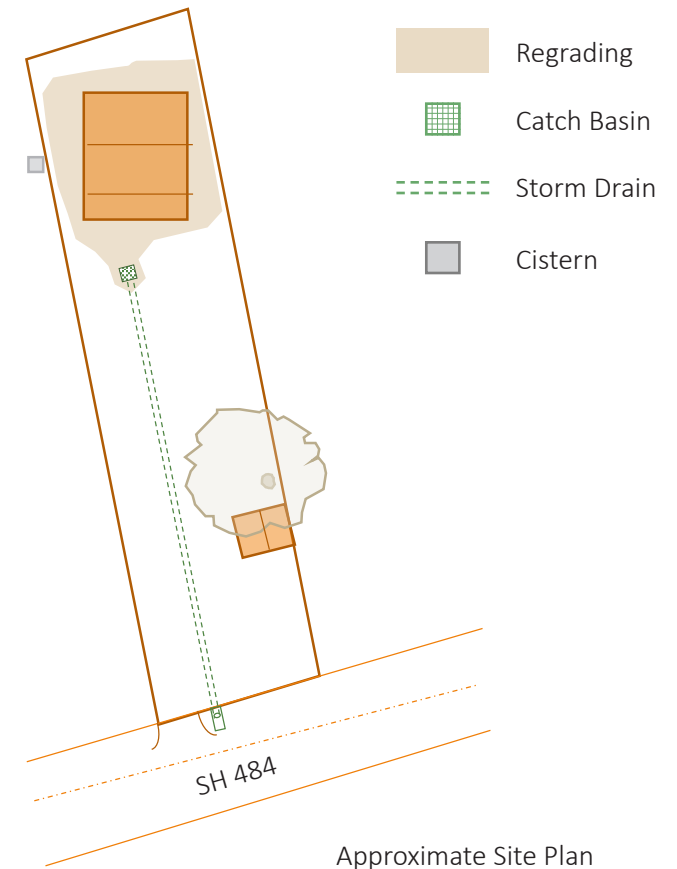 Regrading
Catch Basin
Storm Drain
Cistern
SH 484
Approximate Site Plan